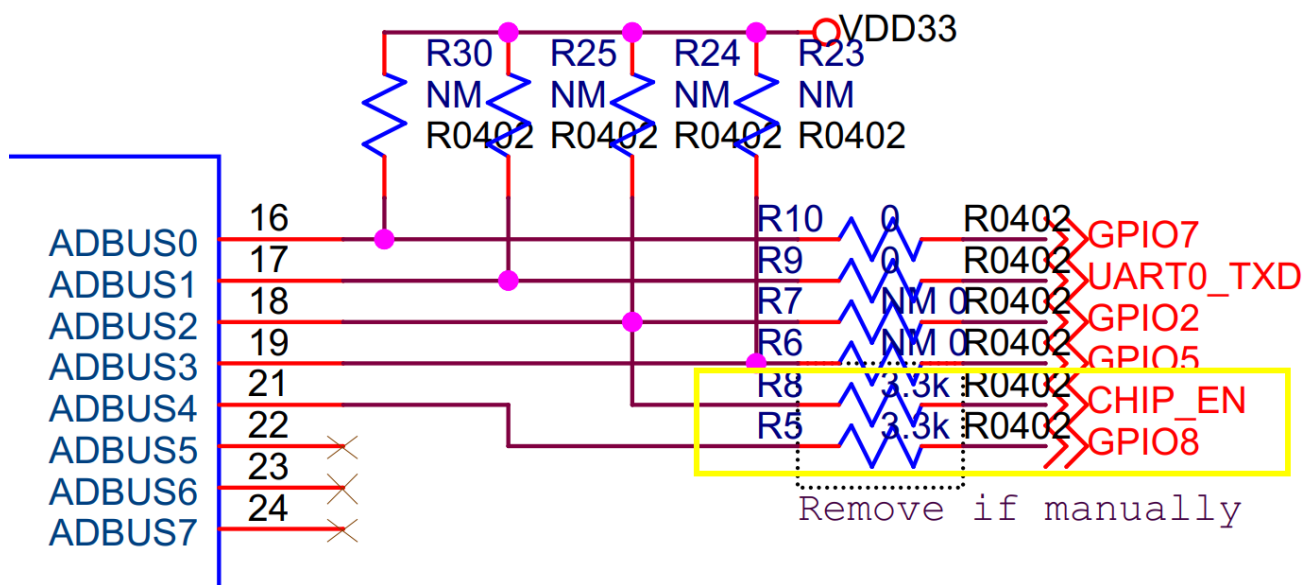 VDD33
R30 R25 R24 R23
NM NM NM NM
R0402 R0402 R0402 R0402
ADBUS0 16 R10 0 R0402 GPIO7
ADBUS1 17 R9 0 R0402 UART0_TXD
ADBUS2 18 R7 NM 0 R0402 GPIO2
ADBUS3 19 R6 NM 0 R0402 GPIO5
ADBUS4 21 R8 3.3k R0402 CHIP_EN
ADBUS5 22 R5 3.3k R0402 GPIO8
ADBUS6 23
ADBUS7 24
Remove if manually